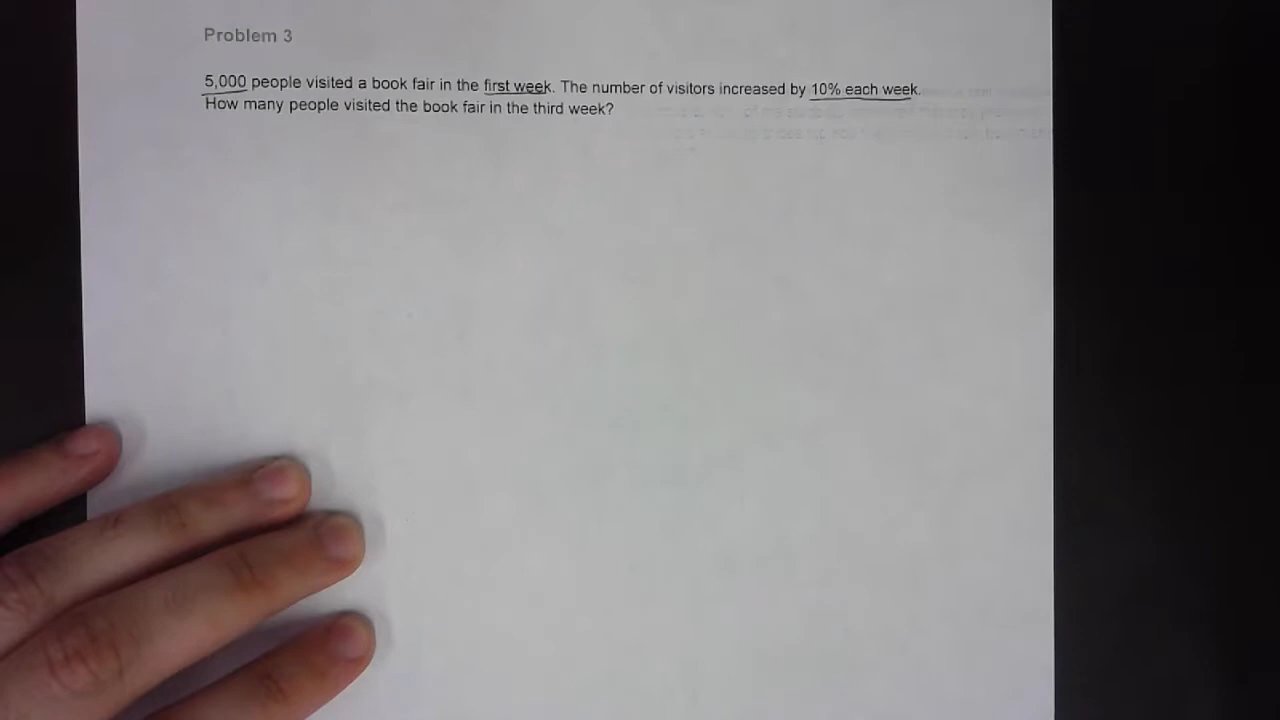 Problem 3
5,000 people visited a book fair in the first week. The number of visitors increased by 10% each week.
How many people visited the book fair in the third week?